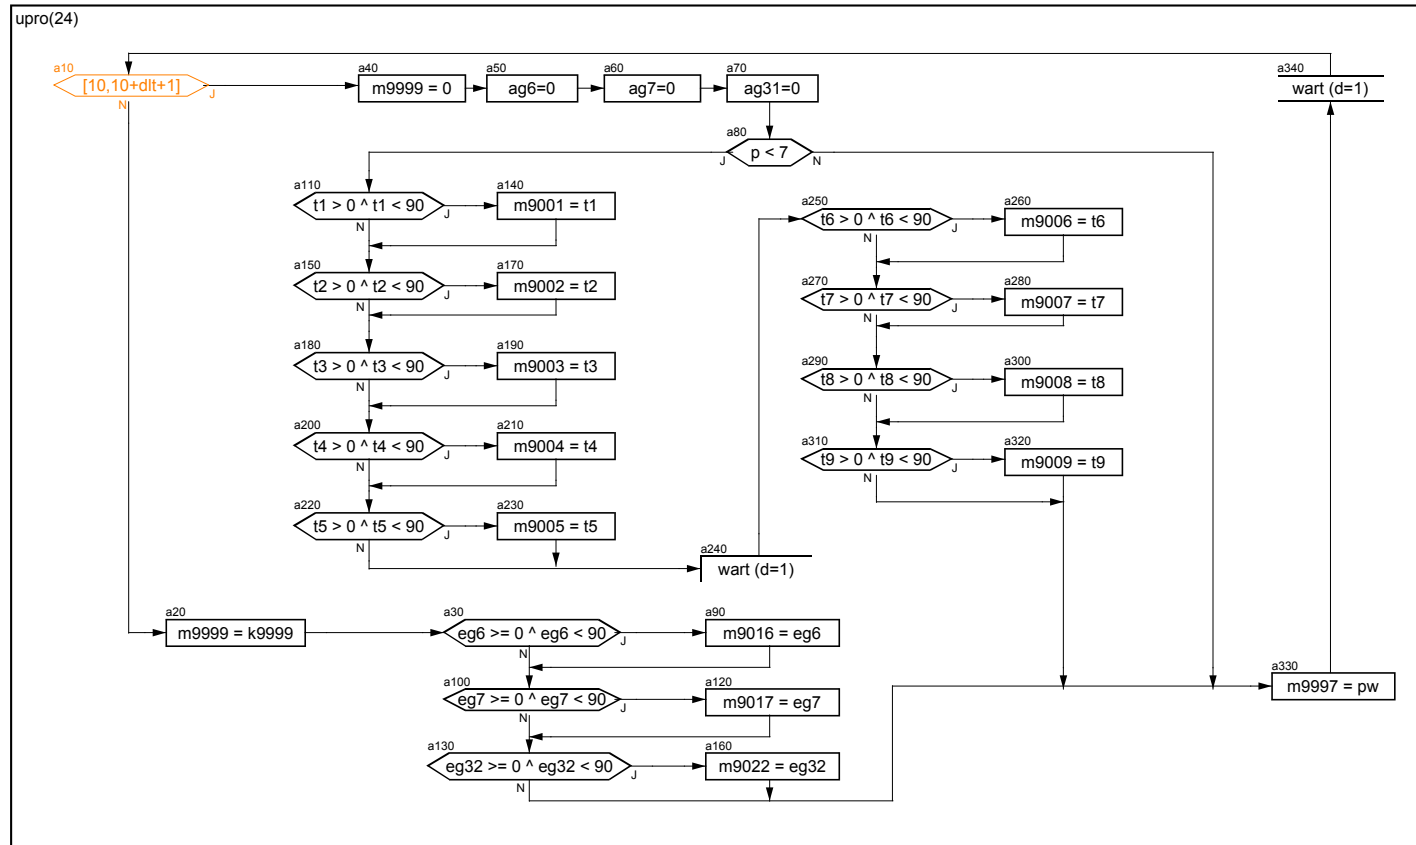 upro(24)
a10
[10,10+dlt+1]
J
N
a40
m9999 = 0
a50
ag6=0
a60
ag7=0
a70
ag31=0
a340
wart (d=1)
a80
p < 7
J
N
a110
t1 > 0 ^ t1 < 90
J
N
a140
m9001 = t1
a150
t2 > 0 ^ t2 < 90
J
N
a170
m9002 = t2
a180
t3 > 0 ^ t3 < 90
J
N
a190
m9003 = t3
a200
t4 > 0 ^ t4 < 90
J
N
a210
m9004 = t4
a220
t5 > 0 ^ t5 < 90
J
N
a230
m9005 = t5
a240
wart (d=1)
a250
t6 > 0 ^ t6 < 90
J
N
a260
m9006 = t6
a270
t7 > 0 ^ t7 < 90
J
N
a280
m9007 = t7
a290
t8 > 0 ^ t8 < 90
J
N
a300
m9008 = t8
a310
t9 > 0 ^ t9 < 90
J
N
a320
m9009 = t9
a20
m9999 = k9999
a30
eg6 >= 0 ^ eg6 < 90
J
N
a90
m9016 = eg6
a100
eg7 >= 0 ^ eg7 < 90
J
N
a120
m9017 = eg7
a130
eg32 >= 0 ^ eg32 < 90
J
N
a160
m9022 = eg32
a330
m9997 = pw